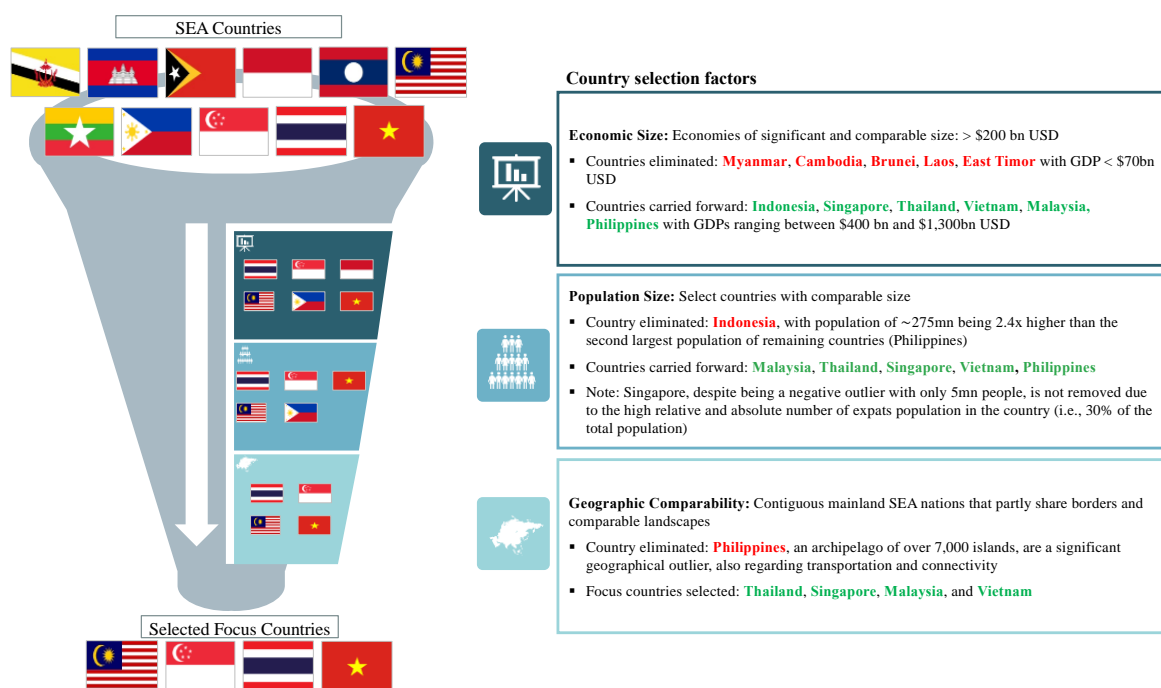 SEA Countries
Country selection factors
Economic Size: Economies of significant and comparable size: > $200 bn USD
▪ Countries eliminated: Myanmar, Cambodia, Brunei, Laos, East Timor with GDP < $70bn
USD
▪ Countries carried forward: Indonesia, Singapore, Thailand, Vietnam, Malaysia,
Philippines with GDPs ranging between $400 bn and $1,300bn USD
Population Size: Select countries with comparable size
▪ Country eliminated: Indonesia, with population of ~275mn being 2.4x higher than the
second largest population of remaining countries (Philippines)
▪ Countries carried forward: Malaysia, Thailand, Singapore, Vietnam, Philippines
▪ Note: Singapore, despite being a negative outlier with only 5mn people, is not removed due
to the high relative and absolute number of expats population in the country (i.e., 30% of the
total population)
Geographic Comparability: Contiguous mainland SEA nations that partly share borders and
comparable landscapes
▪ Country eliminated: Philippines, an archipelago of over 7,000 islands, are a significant
geographical outlier, also regarding transportation and connectivity
▪ Focus countries selected: Thailand, Singapore, Malaysia, and Vietnam
Selected Focus Countries